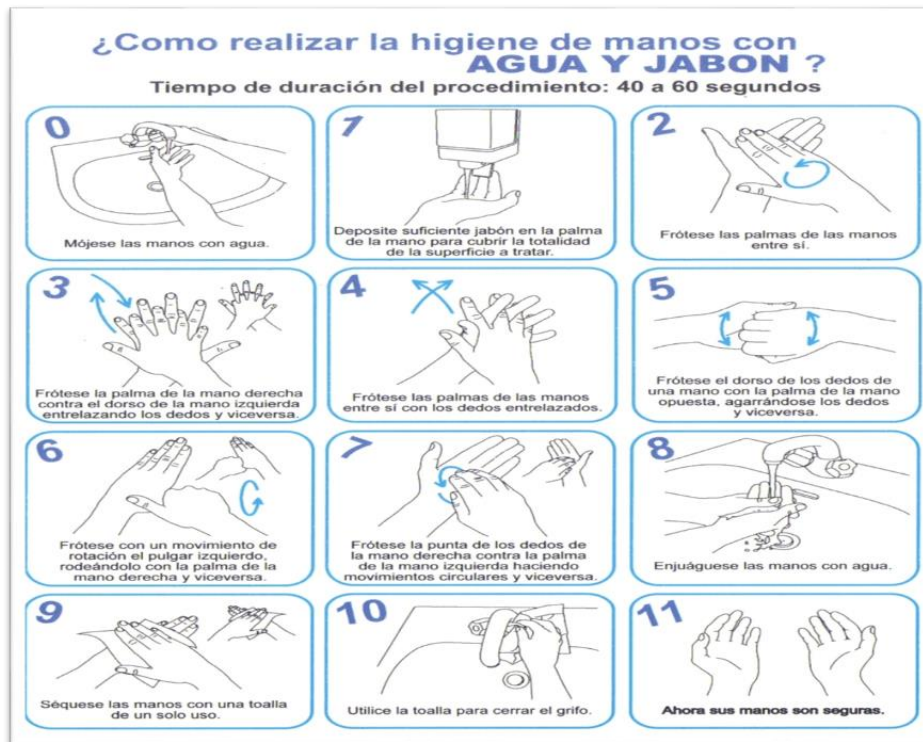 ¿Como realizar la higiene de manos con
AGUA Y JABON ?
Tiempo de duración del procedimiento: 40 a 60 segundos
0
Mójese las manos con agua.
1
Deposite suficiente jabón en la palma
de la mano para cubrir la totalidad
de la superficie a tratar.
2
Frótese las palmas de las manos
entre sí.
3
Frótese la palma de la mano derecha
contra el dorso de la mano izquierda
entrelazando los dedos y viceversa.
4
Frótese las palmas de las manos
entre sí con los dedos entrelazados.
5
Frótese el dorso de los dedos de
una mano con la palma de la mano
opuesta, agarrándose los dedos
y viceversa.
6
Frótese con un movimiento de
rotación el pulgar izquierdo,
rodeándolo con la palma de la
mano derecha y viceversa.
7
Frótese la punta de los dedos de
la mano derecha contra la palma
de la mano izquierda haciendo
movimientos circulares y viceversa.
8
Enjuáguese las manos con agua.
9
Séquese las manos con una toalla
de un solo uso.
10
Utilice la toalla para cerrar el grifo.
11
Ahora sus manos son seguras.